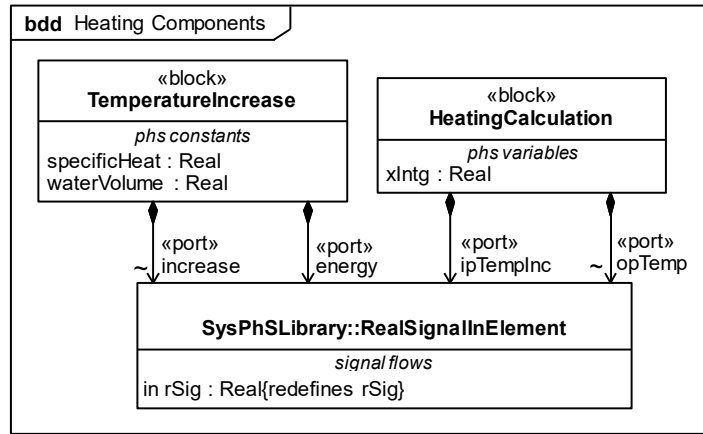 bdd Heating Components
«block»
TemperatureIncrease
phs constants
specificHeat : Real
waterVolume : Real
«block»
HeatingCalculation
phs variables
xIntg : Real
«port»
~ increase
«port»
energy
«port»
ipTempInc
«port»
~ opTemp
SysPhSLibrary::RealSignalInElement
signal flows
in rSig : Real{redefines rSig}